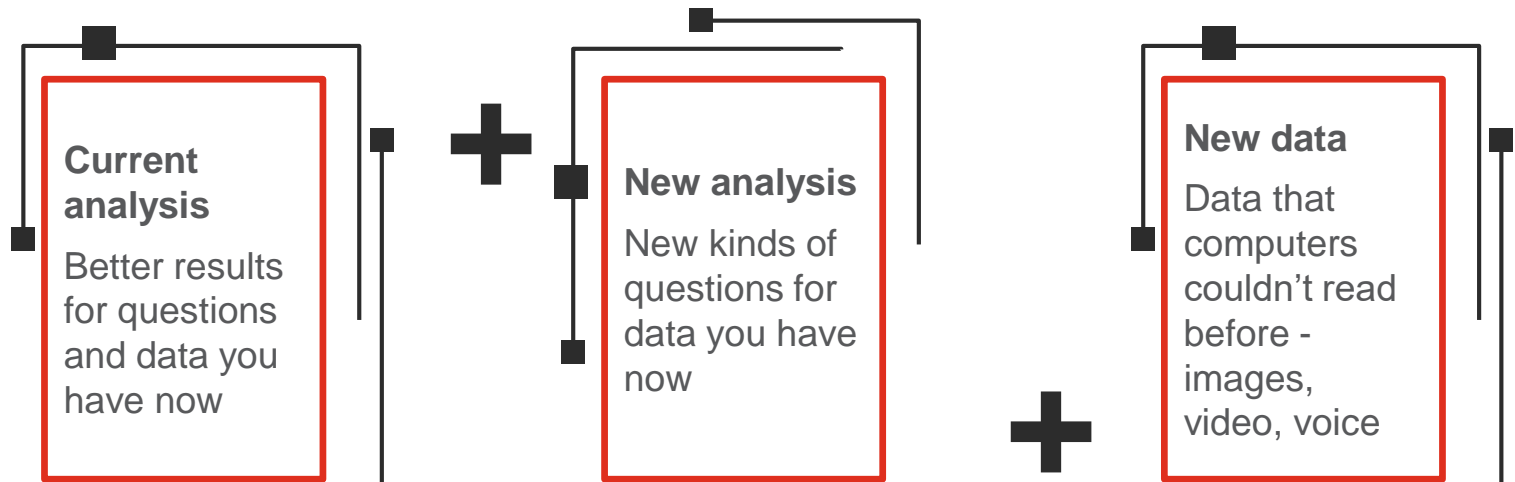 Current
analysis
Better results
for questions
and data you
have now
New analysis
New kinds of
questions for
data you have
now
New data
Data that
computers
couldn’t read
before -
images,
video, voice